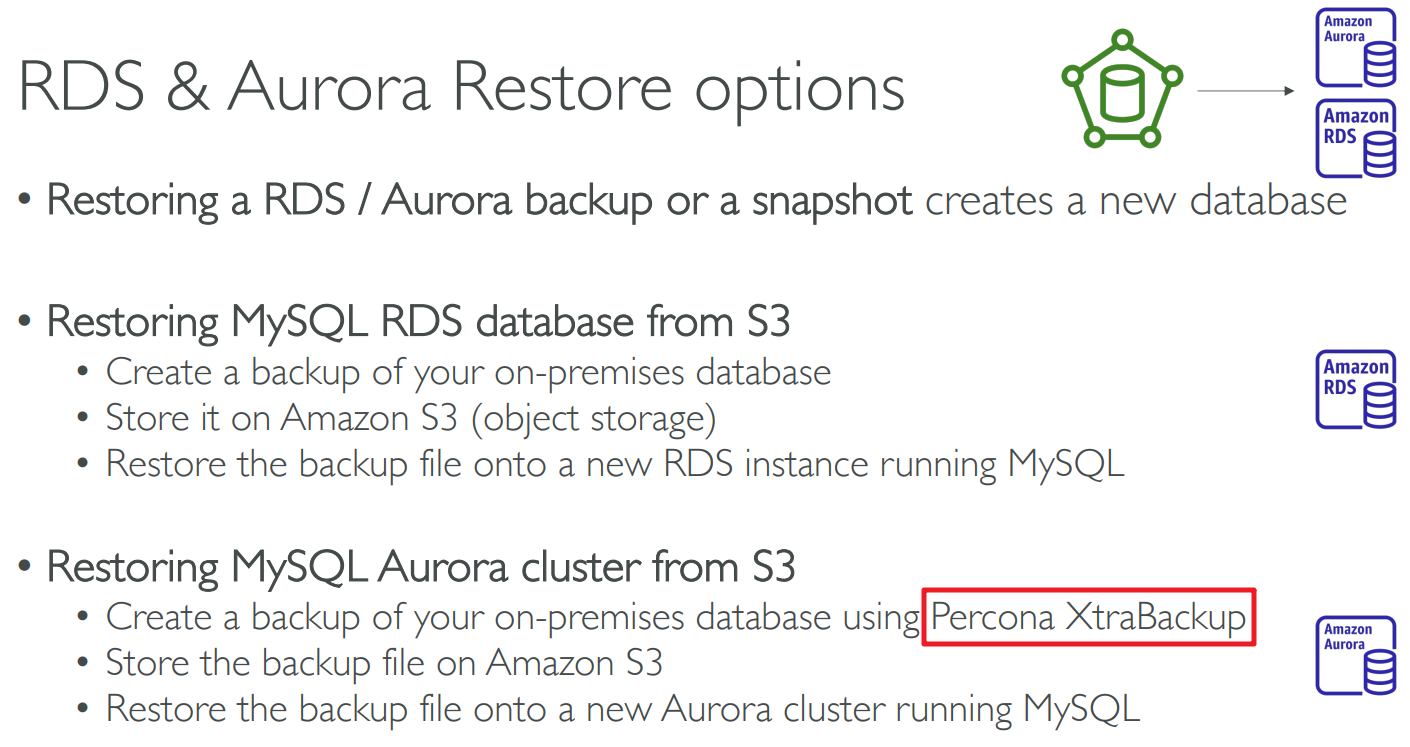 RDS & Aurora Restore options
Amazon
Aurora
Amazon
RDS
• Restoring a RDS / Aurora backup or a snapshot creates a new database
• Restoring MySQL RDS database from S3
• Create a backup of your on-premises database
• Store it on Amazon S3 (object storage)
• Restore the backup file onto a new RDS instance running MySQL
Amazon
RDS
• Restoring MySQL Aurora cluster from S3
• Create a backup of your on-premises database using Percona XtraBackup
• Store the backup file on Amazon S3
• Restore the backup file onto a new Aurora cluster running MySQL
Amazon
Aurora